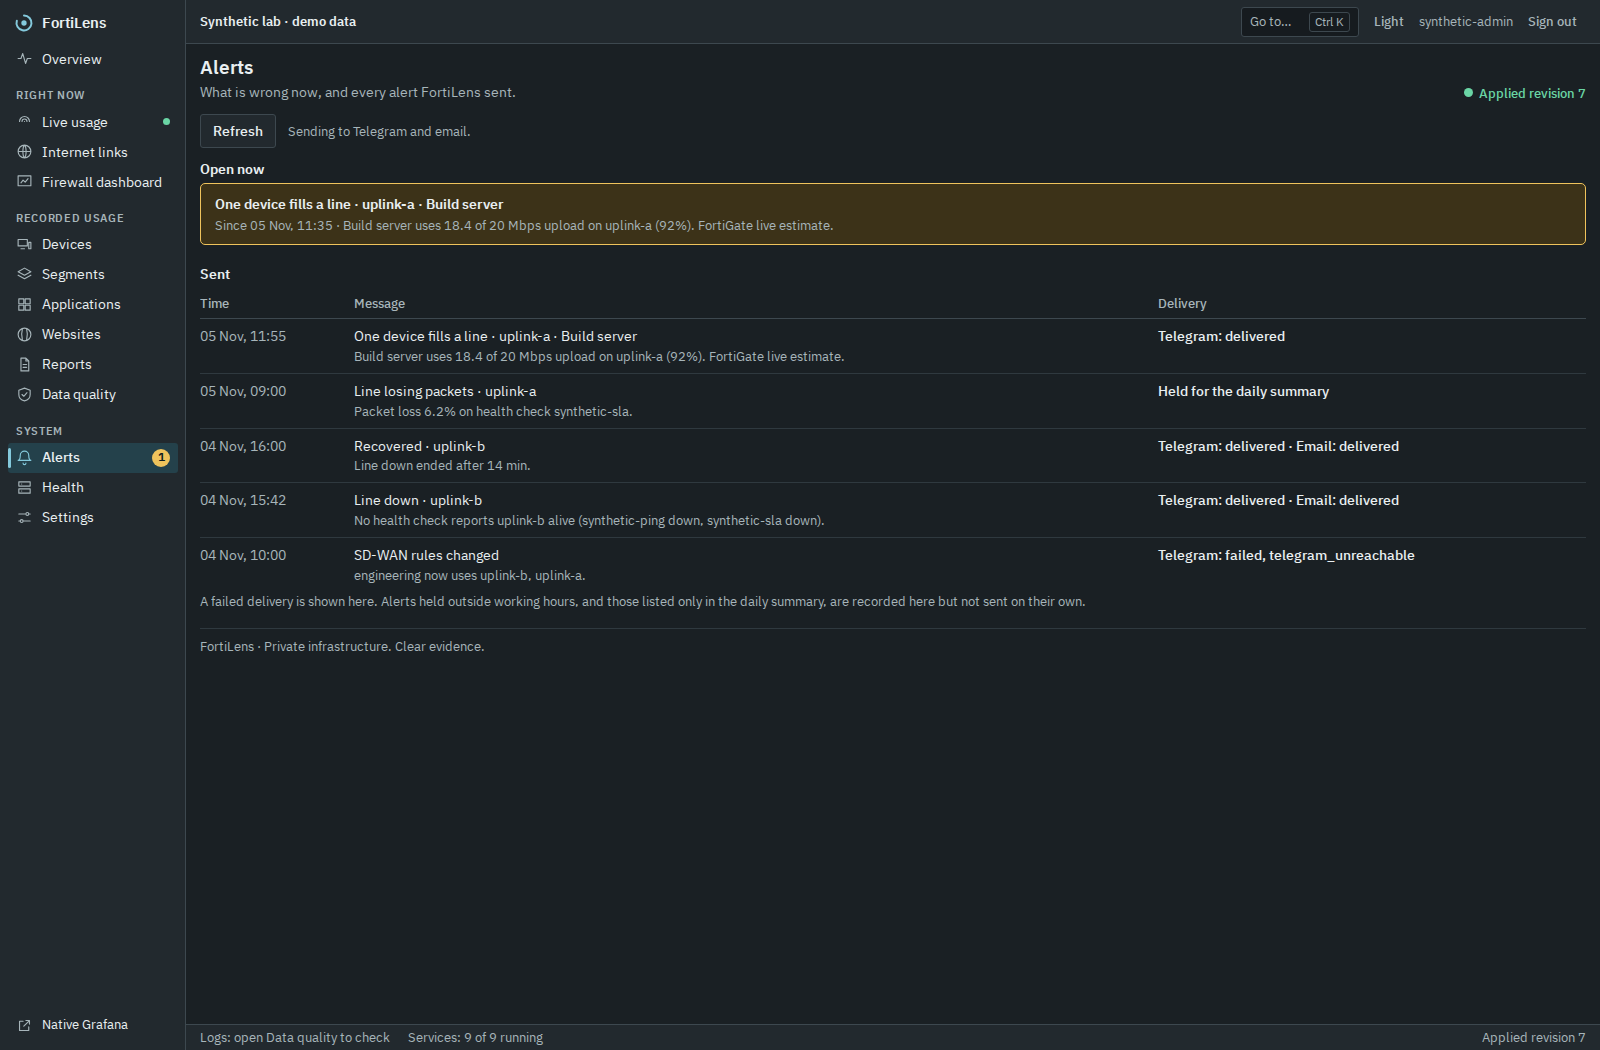 FortiLens
Overview
RIGHT NOW
Live usage
Internet links
Firewall dashboard
RECORDED USAGE
Devices
Segments
Applications
Websites
Reports
Data quality
SYSTEM
Alerts 1
Health
Settings
Native Grafana
Synthetic lab · demo data
Go to... Ctrl K Light synthetic-admin Sign out
Alerts
What is wrong now, and every alert FortiLens sent.
Applied revision 7
Refresh Sending to Telegram and email.
Open now
One device fills a line · uplink-a · Build server
Since 05 Nov, 11:35 · Build server uses 18.4 of 20 Mbps upload on uplink-a (92%). FortiGate live estimate.
Sent
Time Message Delivery
05 Nov, 11:55 One device fills a line · uplink-a · Build server Telegram: delivered
Build server uses 18.4 of 20 Mbps upload on uplink-a (92%). FortiGate live estimate.
05 Nov, 09:00 Line losing packets · uplink-a Held for the daily summary
Packet loss 6.2% on health check synthetic-sla.
04 Nov, 16:00 Recovered · uplink-b Telegram: delivered · Email: delivered
Line down ended after 14 min.
04 Nov, 15:42 Line down · uplink-b Telegram: delivered · Email: delivered
No health check reports uplink-b alive (synthetic-ping down, synthetic-sla down).
04 Nov, 10:00 SD-WAN rules changed Telegram: failed, telegram_unreachable
engineering now uses uplink-b, uplink-a.
A failed delivery is shown here. Alerts held outside working hours, and those listed only in the daily summary, are recorded here but not sent on their own.
FortiLens · Private infrastructure. Clear evidence.
Logs: open Data quality to check Services: 9 of 9 running Applied revision 7